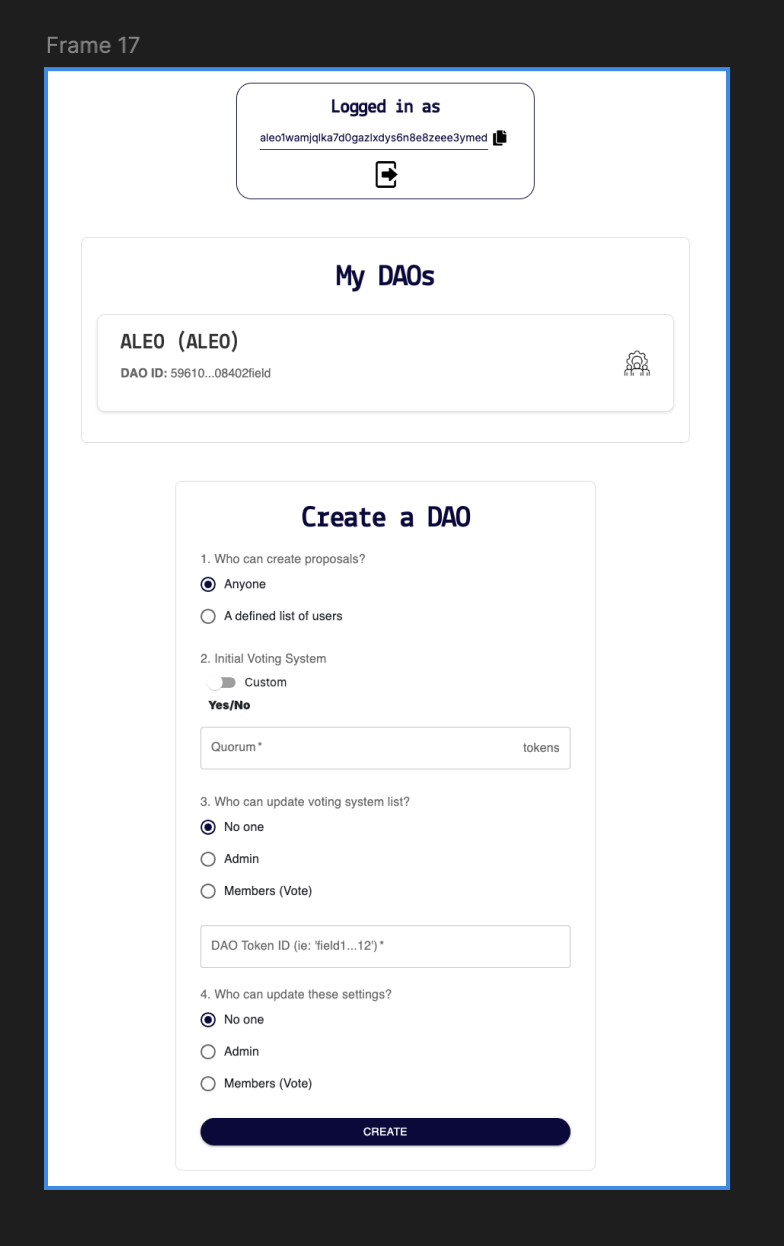 Frame 17
Logged in as
aleo1wamjqlka7d0gazlxdys6n8e8zeee3ymed
My DAOs
ALEO (ALEO)
DAO ID: 59610...08402field
Create a DAO
1. Who can create proposals?
Anyone
A defined list of users
2. Initial Voting System
Custom
Yes/No
Quorum* tokens
3. Who can update voting system list?
No one
Admin
Members (Vote)
DAO Token ID (ie: 'field1...12')*
4. Who can update these settings?
No one
Admin
Members (Vote)
CREATE